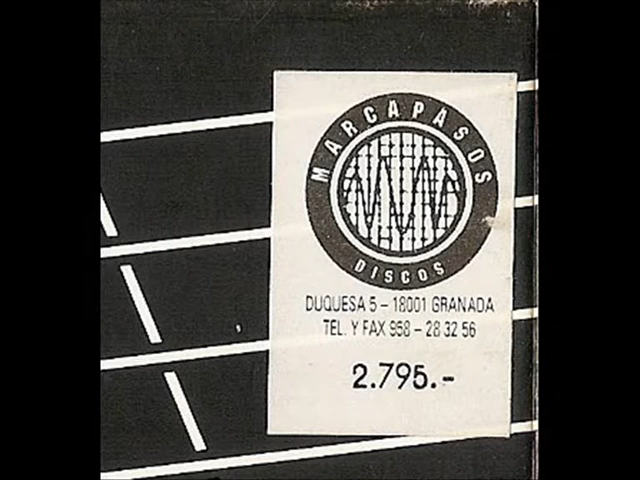 MARCAPASOS
DISCOS
DUQUESA 5 – 18001 GRANADA
TEL. Y FAX 958 – 28 32 56
2.795.-